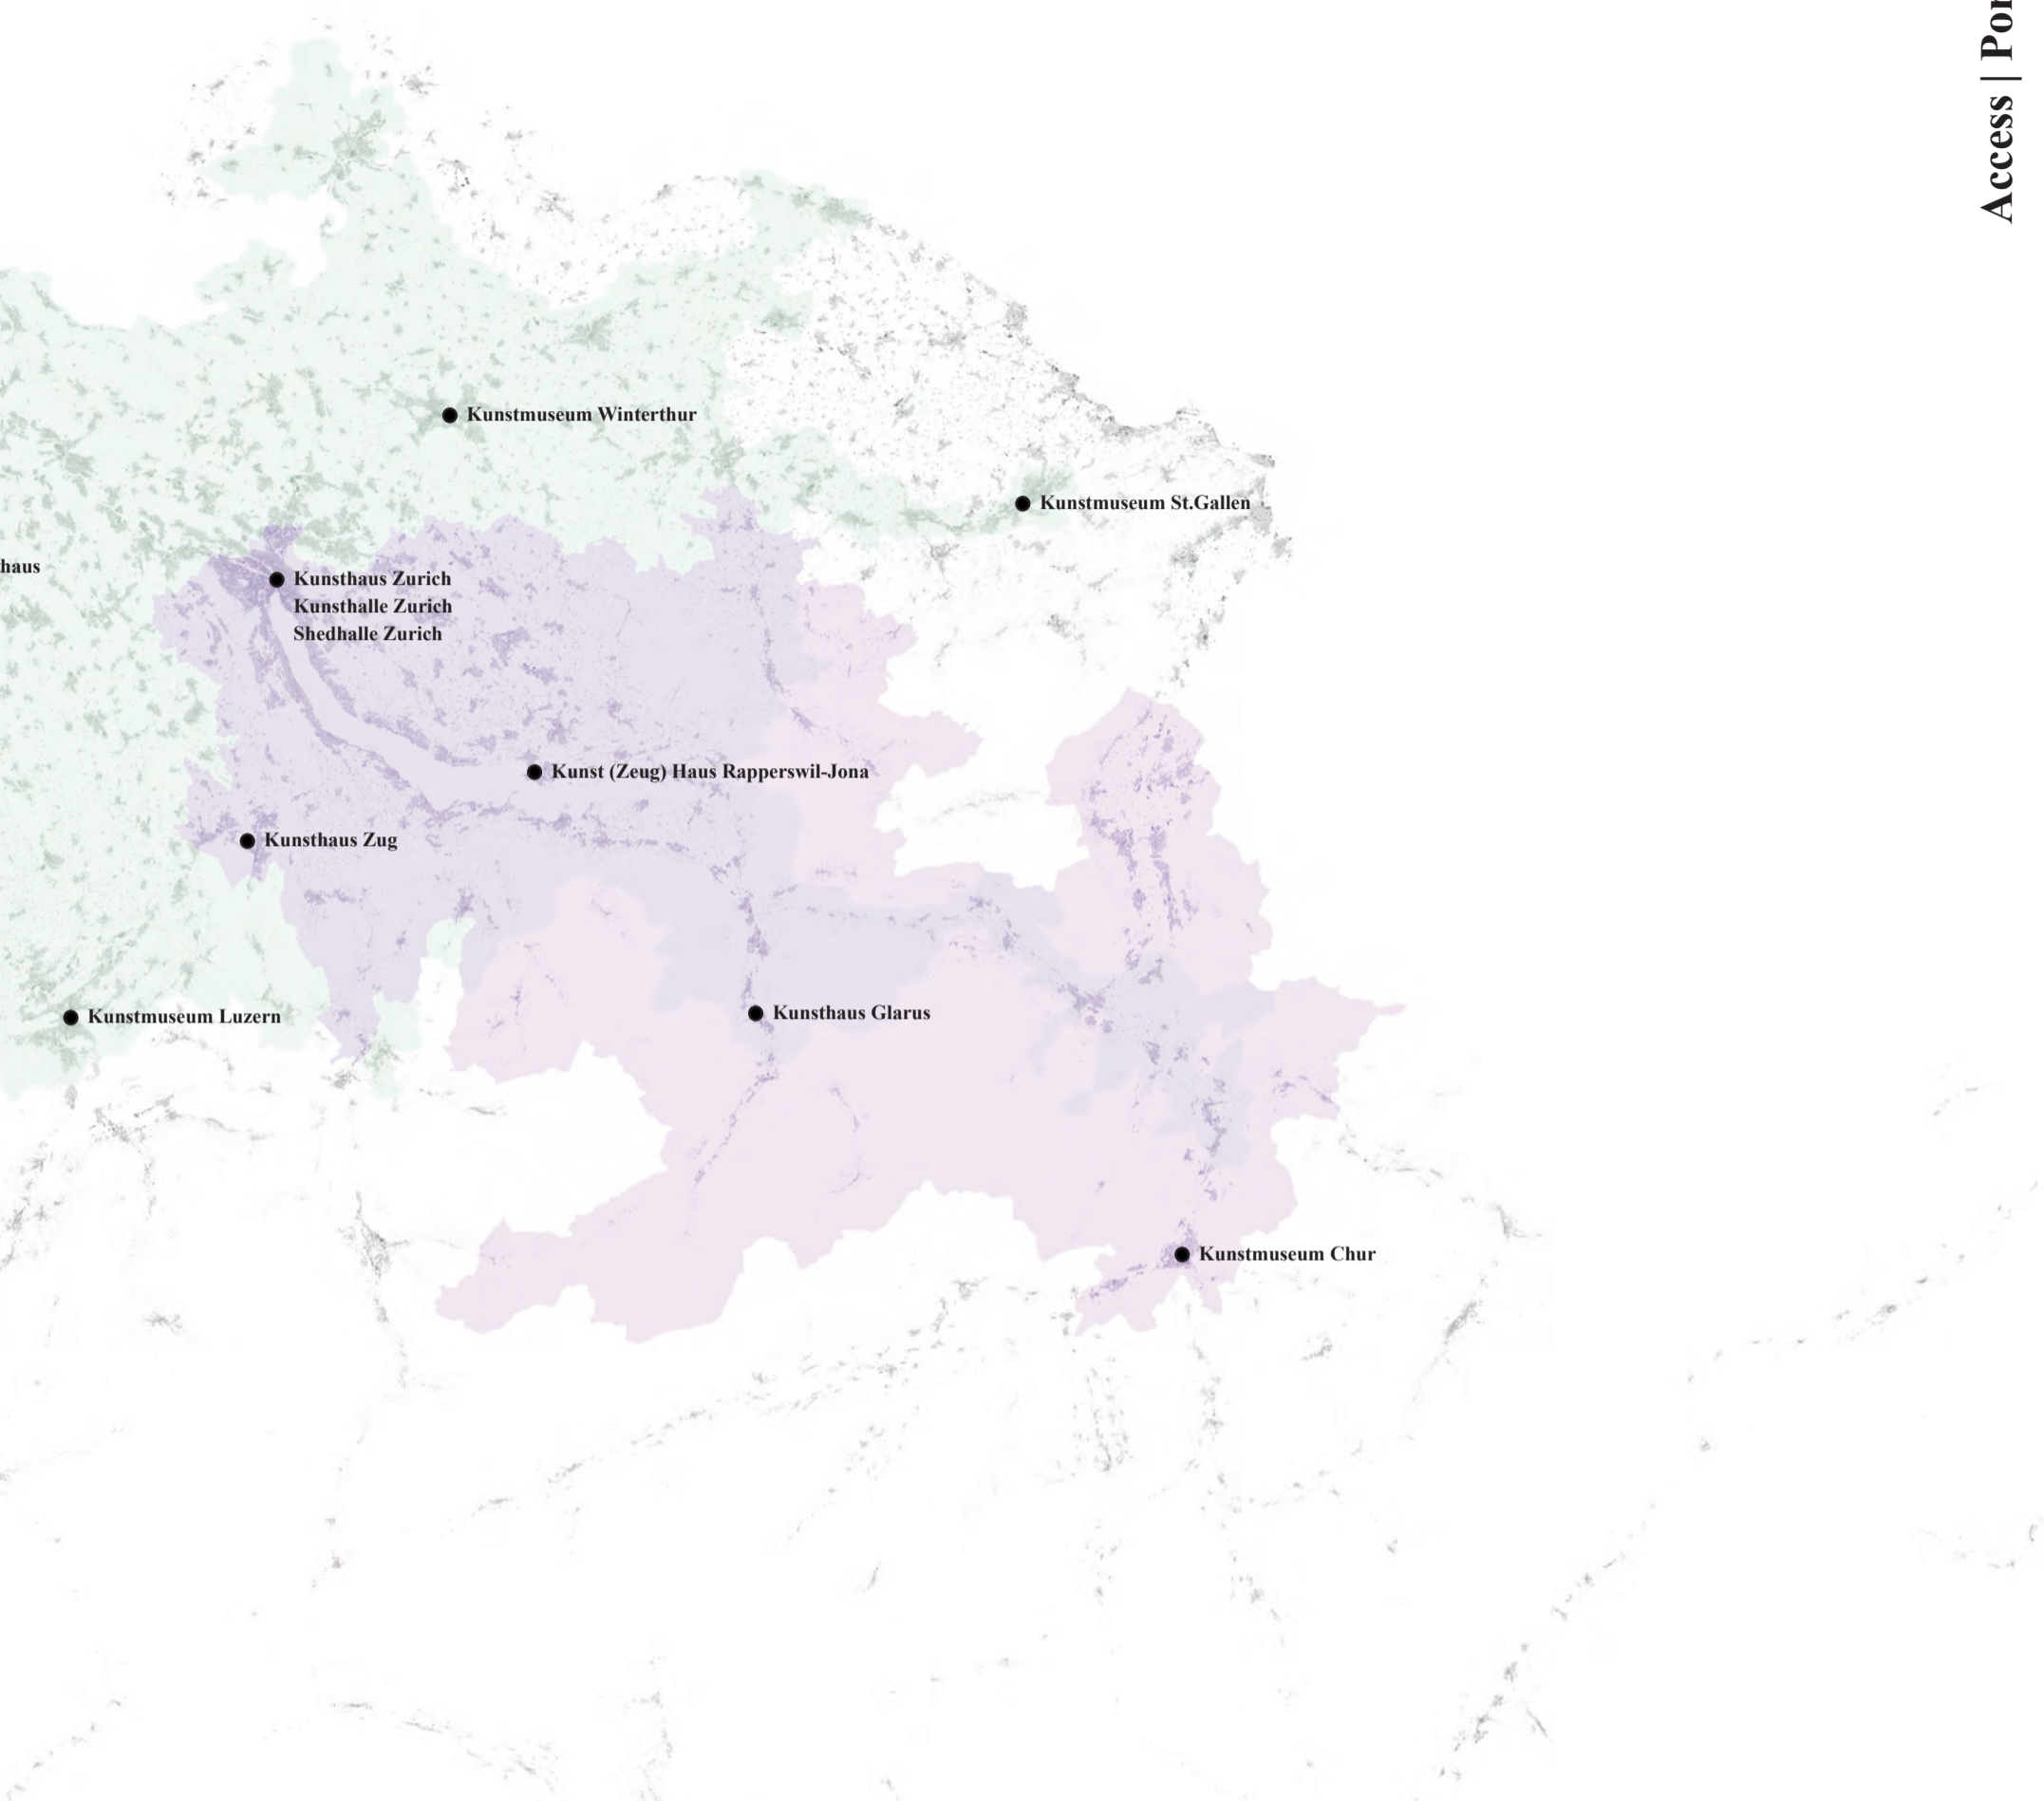 Access | Por
Kunstmuseum Winterthur
Kunstmuseum St.Gallen
haus
Kunsthaus Zurich
Kunsthalle Zurich
Shedhalle Zurich
Kunst (Zeug) Haus Rapperswil-Jona
Kunsthaus Zug
Kunsthaus Glarus
Kunstmuseum Luzern
Kunstmuseum Chur